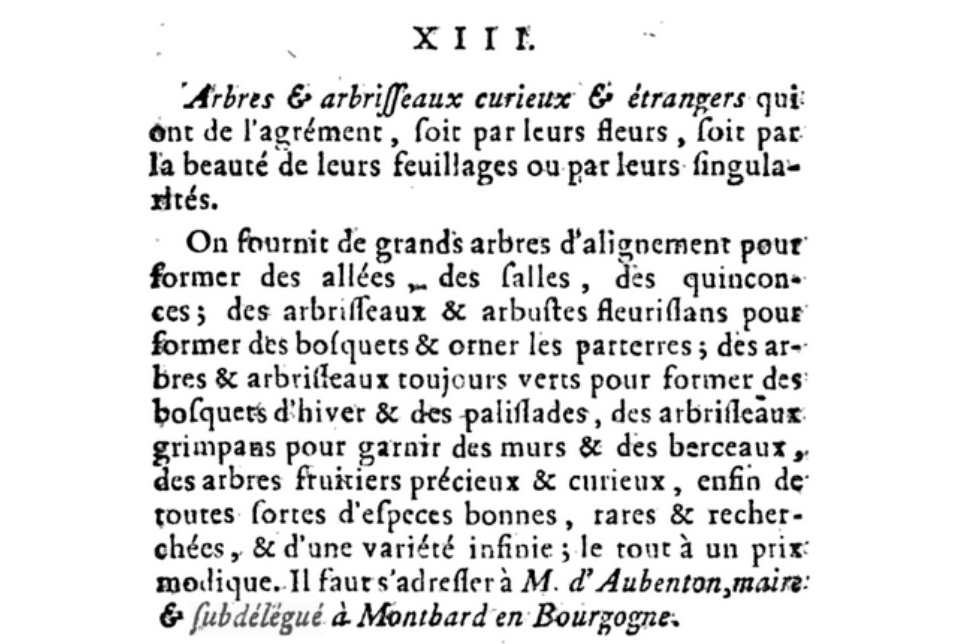 XIII.
Arbres & arbriſſeaux curieux & étrangers qui
ont de l'agrément, ſoit par leurs fleurs, ſoit par
la beauté de leurs feuillages ou par leurs ſingula-
rités.
On fournit de grands arbres d'alignement pour
former des allées, des ſalles, des quincon-
ces; des arbriſſeaux & arbuſtes fleuriſſans pour
former des boſquets & orner les parterres; des ar-
bres & arbriſſeaux toujours verts pour former des
boſquets d'hiver & des paliſſades, des arbriſſeaux
grimpans pour garnir des murs & des berceaux,
des arbres fruitiers précieux & curieux, enfin de
toutes ſortes d'eſpeces bonnes, rares & recher-
chées, & d'une variété infinie; le tout à un prix
modique. Il faut s'adreſſer à M. d'Aubenton, maire
& ſubdélégué à Montbard en Bourgogne.